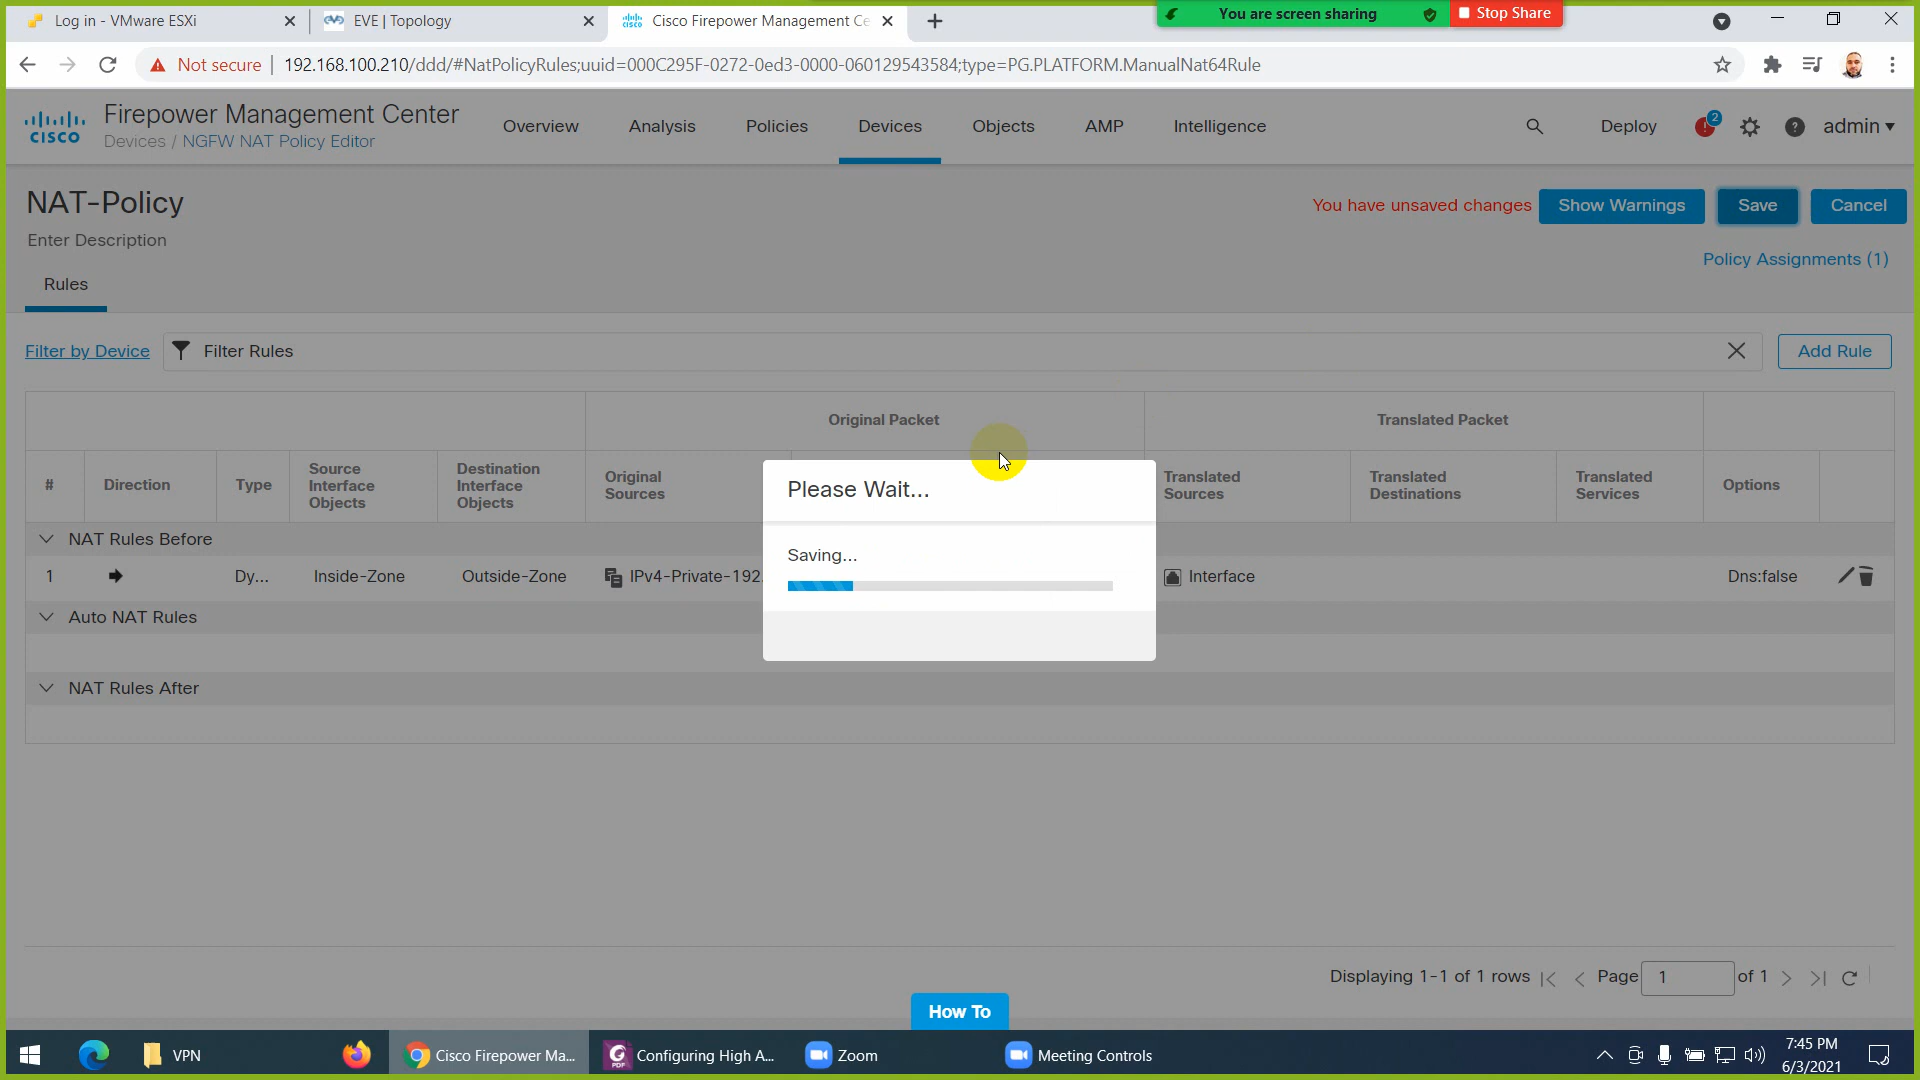 Log in - VMware ESXi
EVE | Topology
Cisco Firepower Management Ce
You are screen sharing
Stop Share
Not secure
192.168.100.210/ddd/#NatPolicyRules;uuid=000C295F-0272-0ed3-0000-060129543584;type=PG.PLATFORM.ManualNat64Rule
CISCO
Firepower Management Center
Devices / NGFW NAT Policy Editor
Overview
Analysis
Policies
Devices
Objects
AMP
Intelligence
Deploy
2
admin
NAT-Policy
Enter Description
You have unsaved changes
Show Warnings
Save
Cancel
Policy Assignments (1)
Rules
Filter by Device
Filter Rules
Add Rule
Original Packet
Translated Packet
#
Direction
Type
Source Interface Objects
Destination Interface Objects
Original Sources
Translated Sources
Translated Destinations
Translated Services
Options
NAT Rules Before
1
Dy...
Inside-Zone
Outside-Zone
IPv4-Private-192.
Interface
Dns:false
Auto NAT Rules
NAT Rules After
Please Wait...
Saving...
Displaying 1-1 of 1 rows
Page
1
of 1
How To
VPN
Cisco Firepower Ma...
Configuring High A...
Zoom
Meeting Controls
7:45 PM
6/3/2021